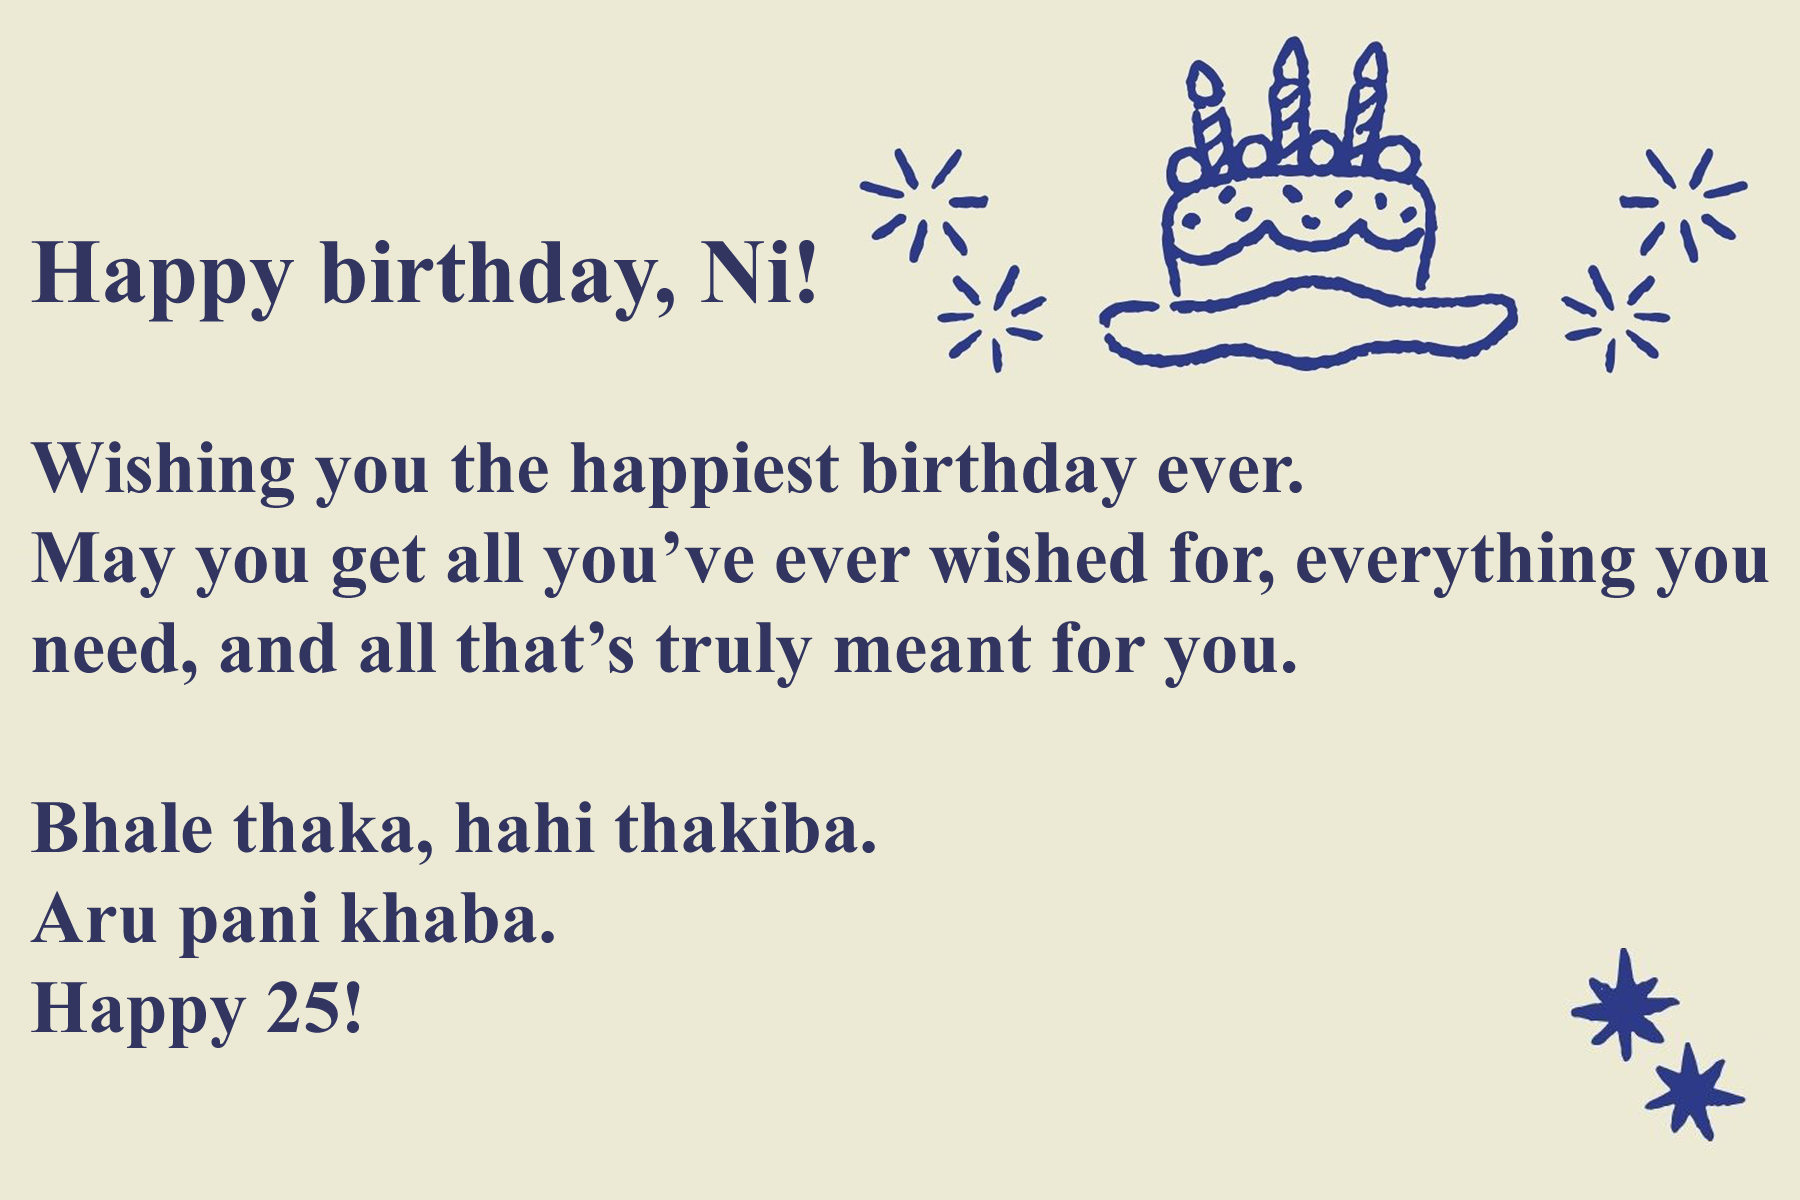 Happy birthday, Ni!
Wishing you the happiest birthday ever.
May you get all you’ve ever wished for, everything you
need, and all that’s truly meant for you.
Bhale thaka, hahi thakiba.
Aru pani khaba.
Happy 25!